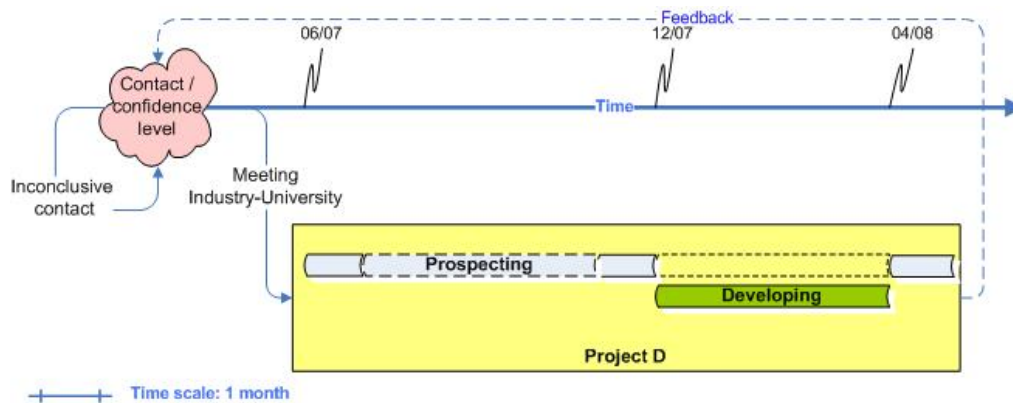 Feedback
06/07
12/07
04/08
Contact /
confidence
level
Time
Inconclusive
contact
Meeting
Industry-University
Prospecting
Developing
Project D
Time scale: 1 month